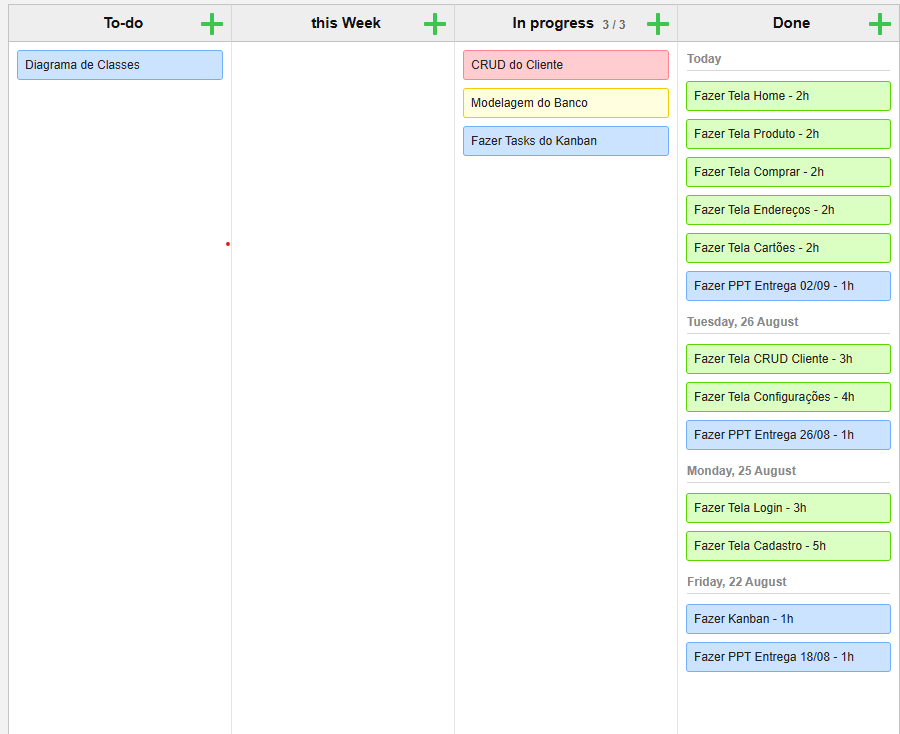 To-do
Diagrama de Classes
this Week
In progress 3 / 3
CRUD do Cliente
Modelagem do Banco
Fazer Tasks do Kanban
Done
Today
Fazer Tela Home - 2h
Fazer Tela Produto - 2h
Fazer Tela Comprar - 2h
Fazer Tela Endereços - 2h
Fazer Tela Cartões - 2h
Fazer PPT Entrega 02/09 - 1h
Tuesday, 26 August
Fazer Tela CRUD Cliente - 3h
Fazer Tela Configurações - 4h
Fazer PPT Entrega 26/08 - 1h
Monday, 25 August
Fazer Tela Login - 3h
Fazer Tela Cadastro - 5h
Friday, 22 August
Fazer Kanban - 1h
Fazer PPT Entrega 18/08 - 1h